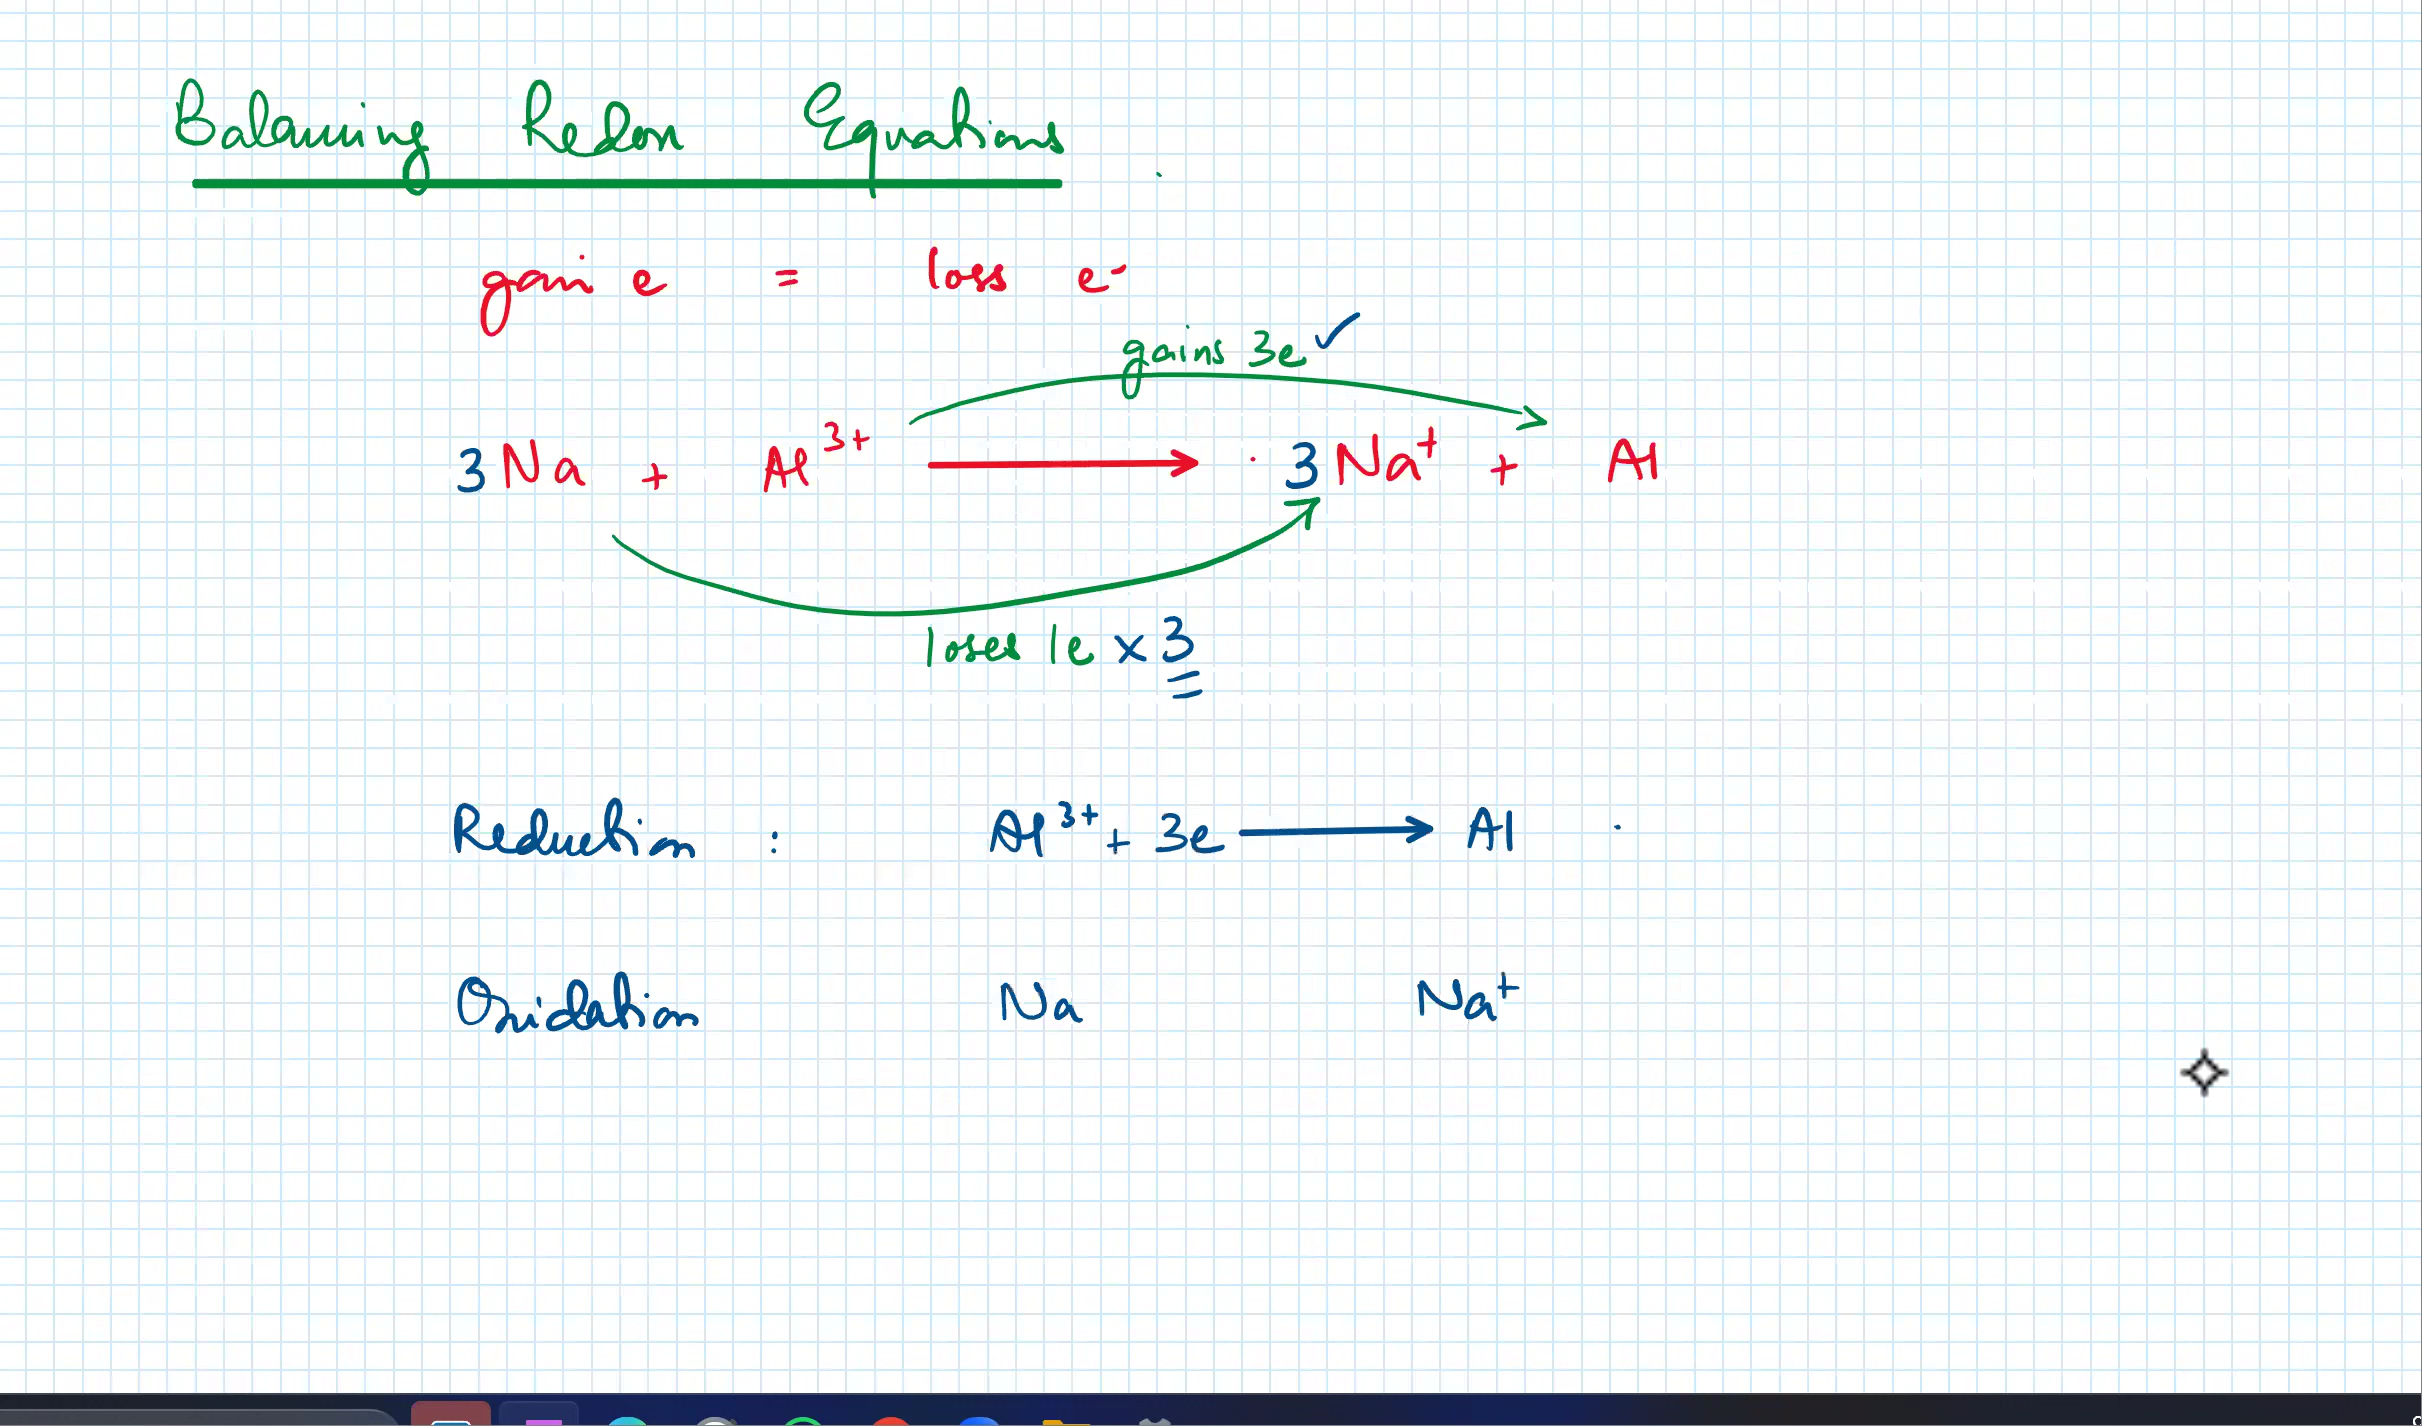 Balancing Redox Equations
gain e = loss e⁻
gains 3e ✓
3Na + Al³⁺ ⟶ 3Na⁺ + Al
loses 1e × 3
Reduction : Al³⁺ + 3e ⟶ Al
Oxidation Na Na⁺